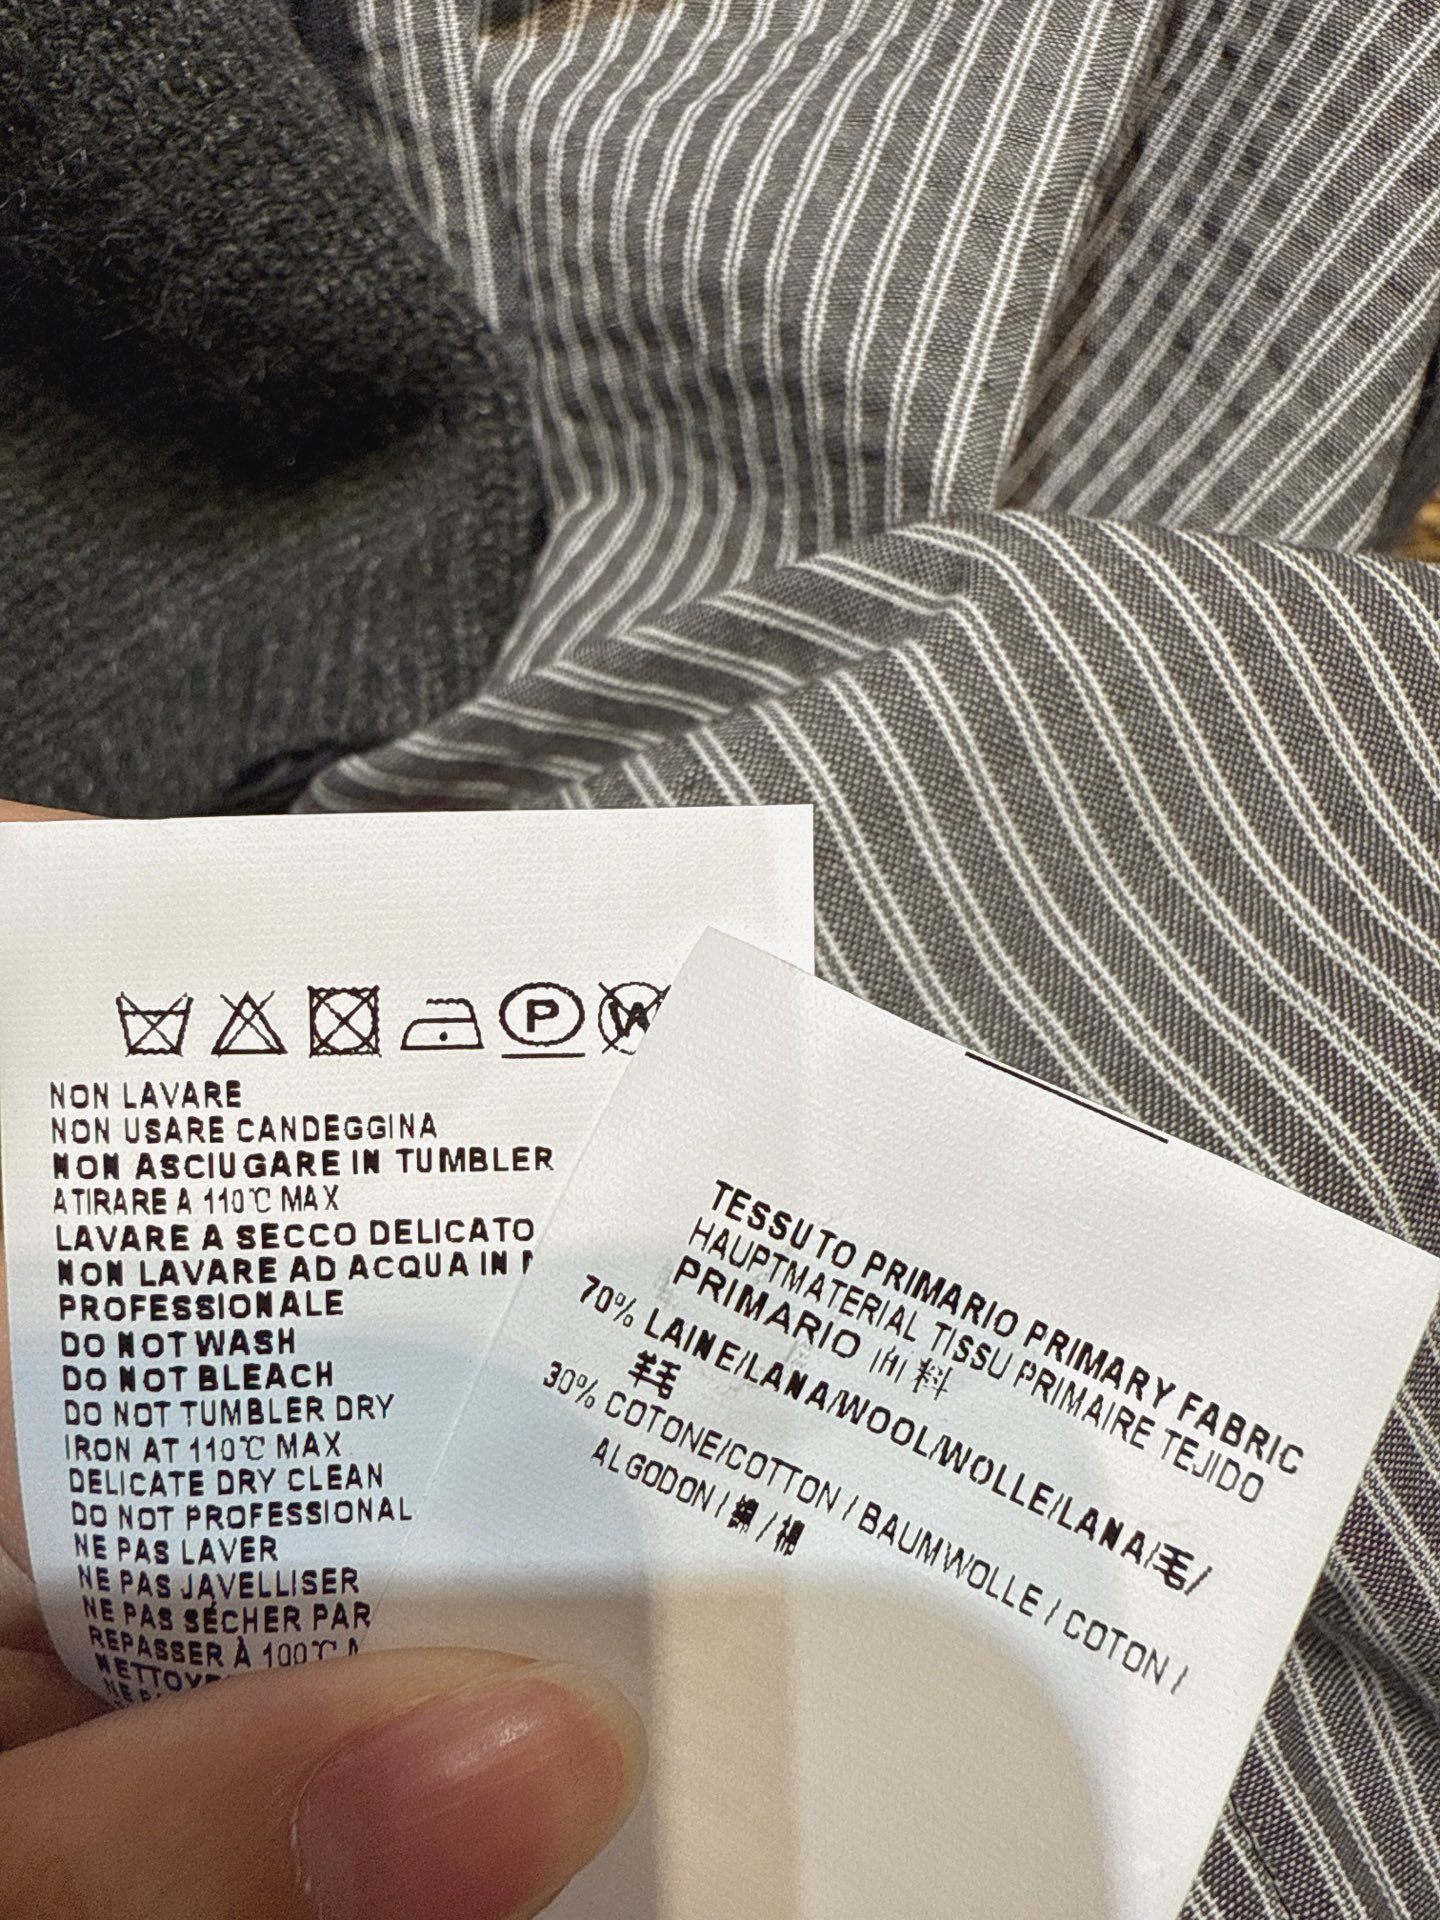 P
W
NON LAVARE
NON USARE CANDEGGINA
NON ASCIUGARE IN TUMBLER
ATIRARE A 110℃ MAX
LAVARE A SECCO DELICATO
NON LAVARE AD ACQUA IN
PROFESSIONALE
DO NOT WASH
DO NOT BLEACH
DO NOT TUMBLER DRY
IRON AT 110℃ MAX
DELICATE DRY CLEAN
DO NOT PROFESSIONAL
NE PAS LAVER
NE PAS JAVELLISER
NE PAS SÉCHER PAR
REPASSER À 100℃
TESSUTO PRIMARIO PRIMARY FABRIC
HAUPTMATERIAL TISSU PRIMAIRE TEJIDO
PRIMARIO 面料
70% LAINE/LANA/WOOL/WOLLE/LANA/毛/
羊毛
30% COTONE/COTTON / BAUMWOLLE / COTON /
ALGODON / 綿 / 棉